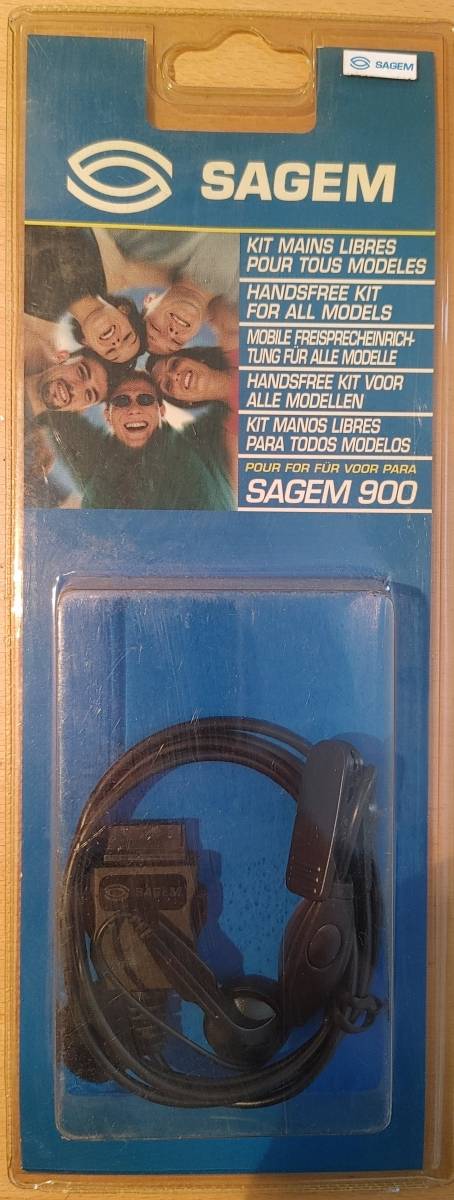 SAGEM
SAGEM
KIT MAINS LIBRES
POUR TOUS MODELES
HANDSFREE KIT
FOR ALL MODELS
MOBILE FREISPRECHEINRICH-
TUNG FÜR ALLE MODELLE
HANDSFREE KIT VOOR
ALLE MODELLEN
KIT MANOS LIBRES
PARA TODOS MODELOS
POUR FOR FÜR VOOR PARA
SAGEM 900
SAGEM